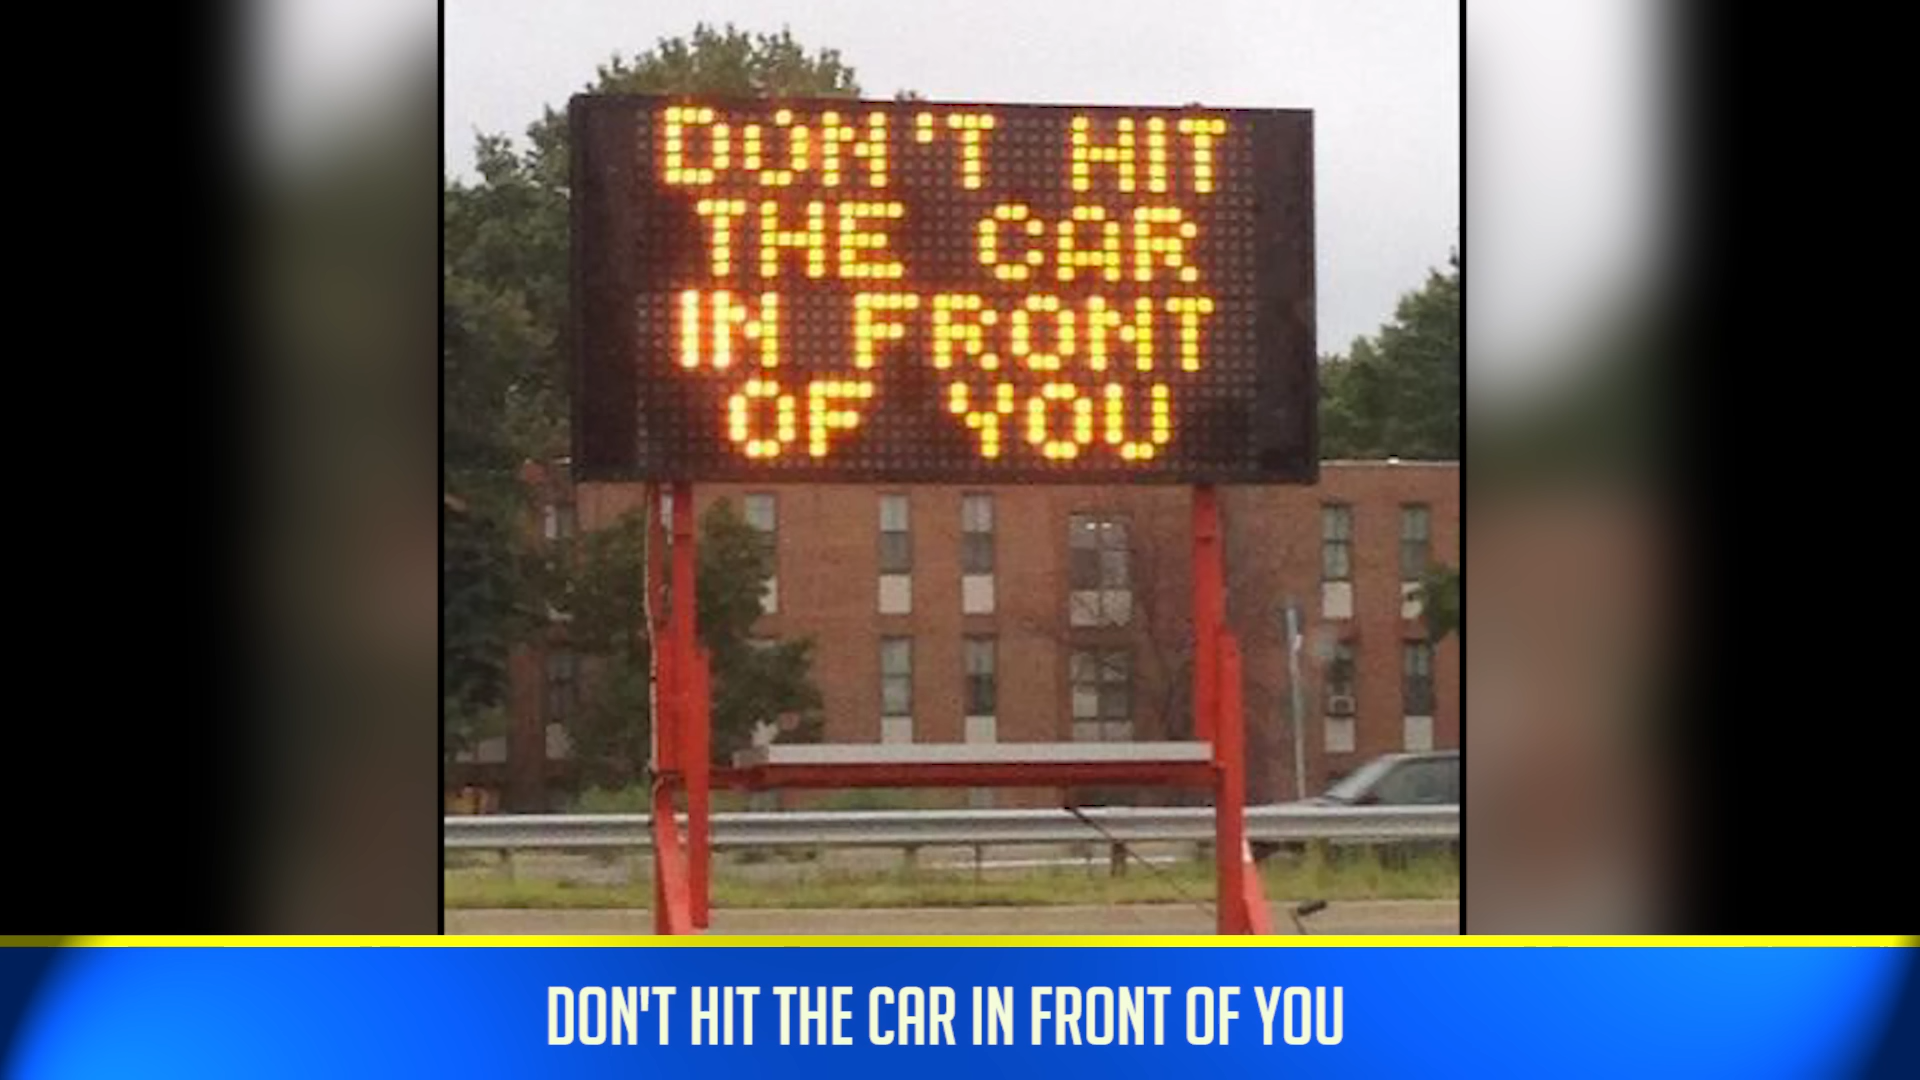 DON'T HIT
THE CAR
IN FRONT
OF YOU
DON'T HIT THE CAR IN FRONT OF YOU